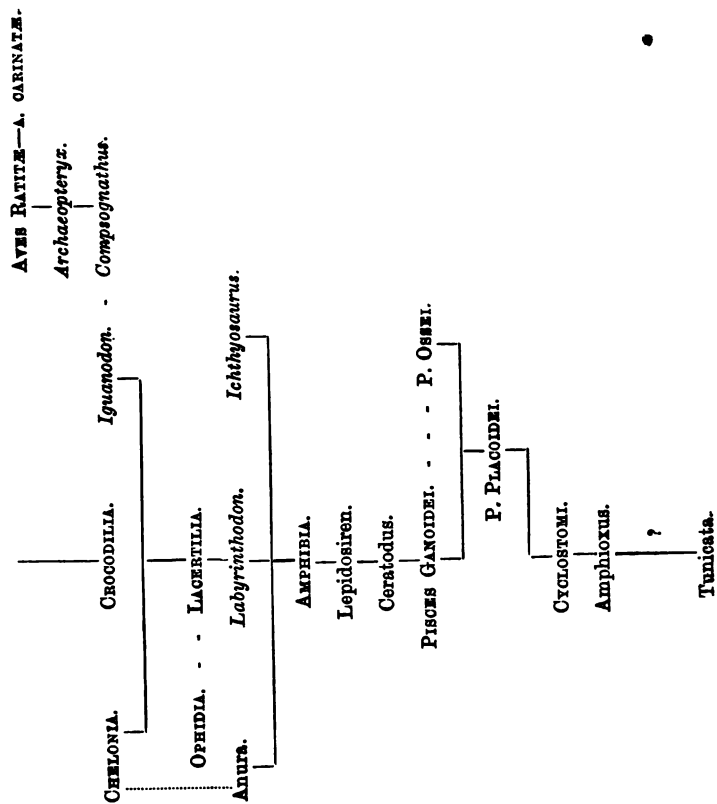 AVES RATITÆ—A. CARINATÆ.
Archaeopteryx.
CHELONIA. CROCODILIA. Iguanodon. - Compsognathus.
OPHIDIA. - - LACERTILIA.
Anura. Labyrinthodon. Ichthyosaurus.
AMPHIBIA.
Lepidosiren.
Ceratodus.
PISCES GANOIDEI. - - - P. OSSEI.
P. PLACOIDEI.
CYCLOSTOMI.
Amphioxus.
?
Tunicata.